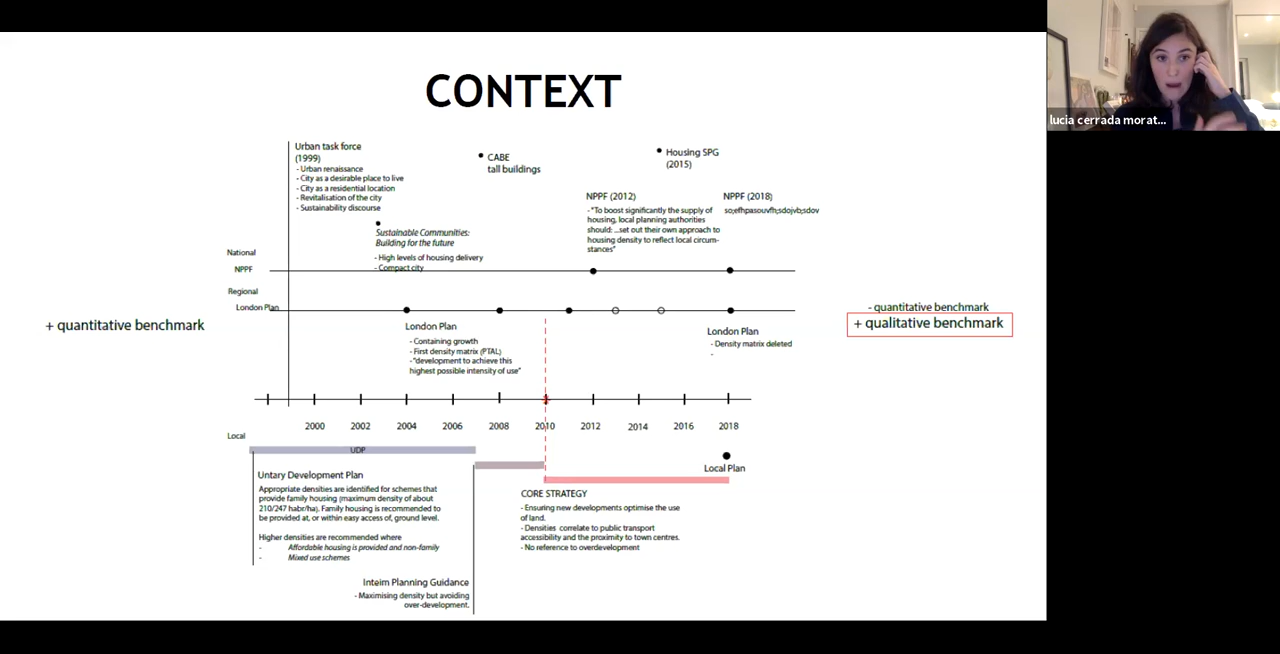 CONTEXT
lucia cerrada morat...
Urban task force
(1999)
- Urban renaissance
- City as a desirable place to live
- City as a residential location
- Revitalisation of the city
- Sustainability discourse
CABE
tall buildings
Housing SPG
(2015)
Sustainable Communities:
Building for the future
- High levels of housing delivery
- Compact city
NPPF (2012)
- "To boost significantly the supply of
housing, local planning authorities
should: ...set out their own approach to
housing density to reflect local circum-
stances"
NPPF (2018)
so;efhpasouvfh;sdojvb;sdov
National
NPPF
Regional
London Plan
+ quantitative benchmark
- quantitative benchmark
+ qualitative benchmark
London Plan
- Containing growth
- First density matrix (PTAL)
-"development to achieve this
highest possible intensity of use"
London Plan
- Density matrix deleted
-
2000 2002 2004 2006 2008 2010 2012 2014 2016 2018
Local
UDP
Untary Development Plan
Appropriate densities are identified for schemes that
provide family housing (maximum density of about
210/247 habr/ha). Family housing is recommended to
be provided at, or within easy access of, ground level.
Higher densities are recommended where
- Affordable housing is provided and non-family
- Mixed use schemes
Inteim Planning Guidance
- Maximising density but avoiding
over-development.
Local Plan
CORE STRATEGY
- Ensuring new developments optimise the use
of land.
- Densities correlate to public transport
accessibility and the proximity to town centres.
- No reference to overdevelopment